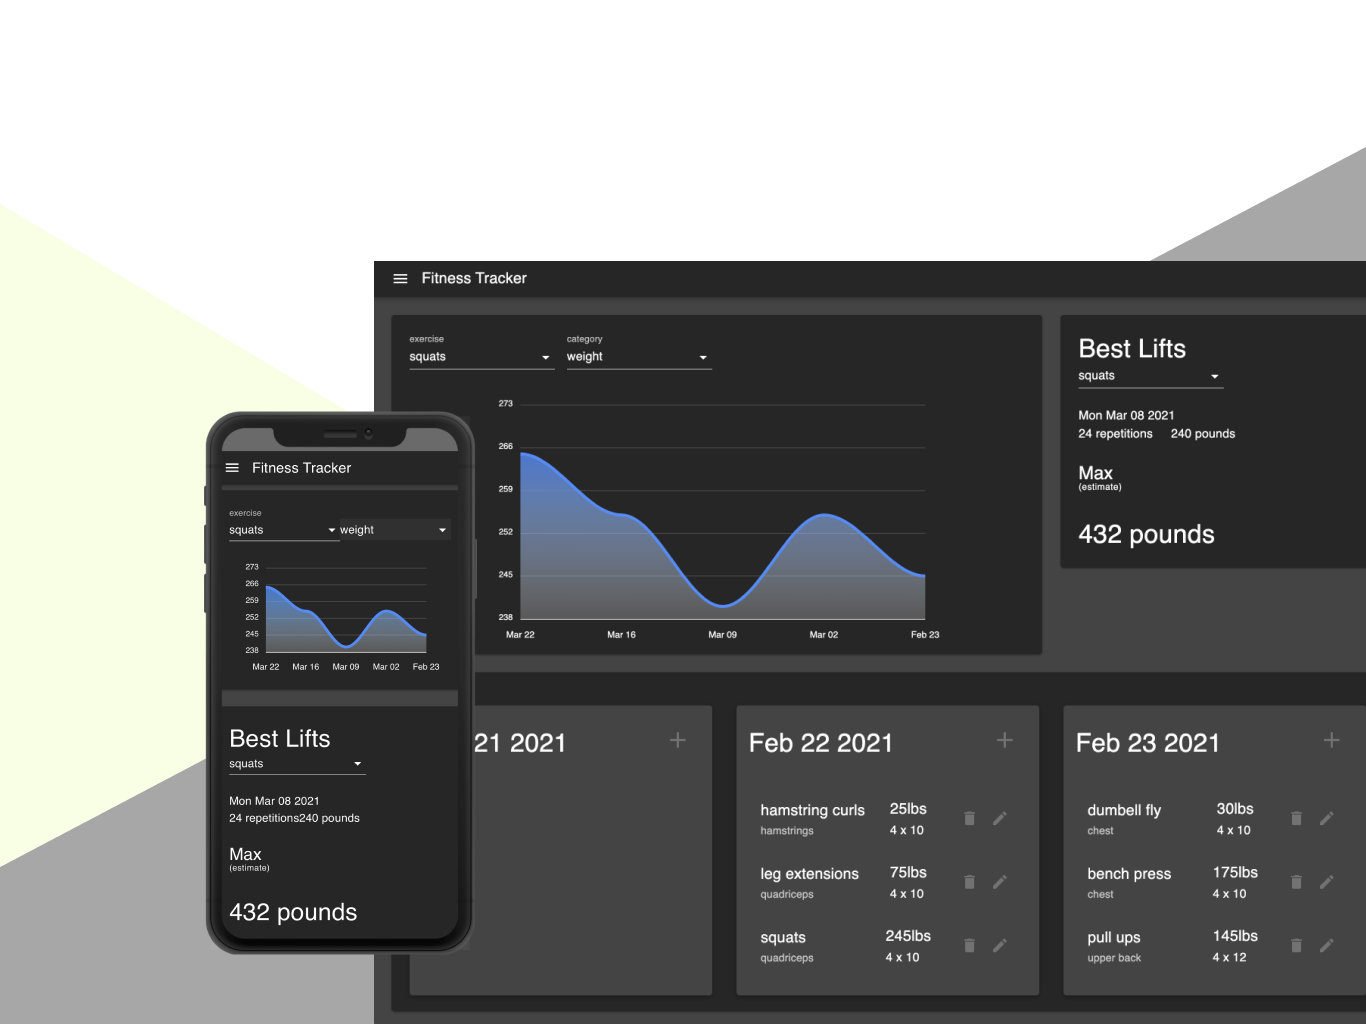 Fitness Tracker
exercise
squats
category
weight
273
266
259
252
245
238
Mar 22
Mar 16
Mar 09
Mar 02
Feb 23
Best Lifts
squats
Mon Mar 08 2021
24 repetitions 240 pounds
Max
(estimate)
432 pounds
21 2021
Feb 22 2021
hamstring curls 25lbs
hamstrings 4 x 10
leg extensions 75lbs
quadriceps 4 x 10
squats 245lbs
quadriceps 4 x 10
Feb 23 2021
dumbell fly 30lbs
chest 4 x 10
bench press 175lbs
chest 4 x 10
pull ups 145lbs
upper back 4 x 12
Fitness Tracker
exercise
squats
weight
273
266
259
252
245
238
Mar 22
Mar 16
Mar 09
Mar 02
Feb 23
Best Lifts
squats
Mon Mar 08 2021
24 repetitions240 pounds
Max
(estimate)
432 pounds